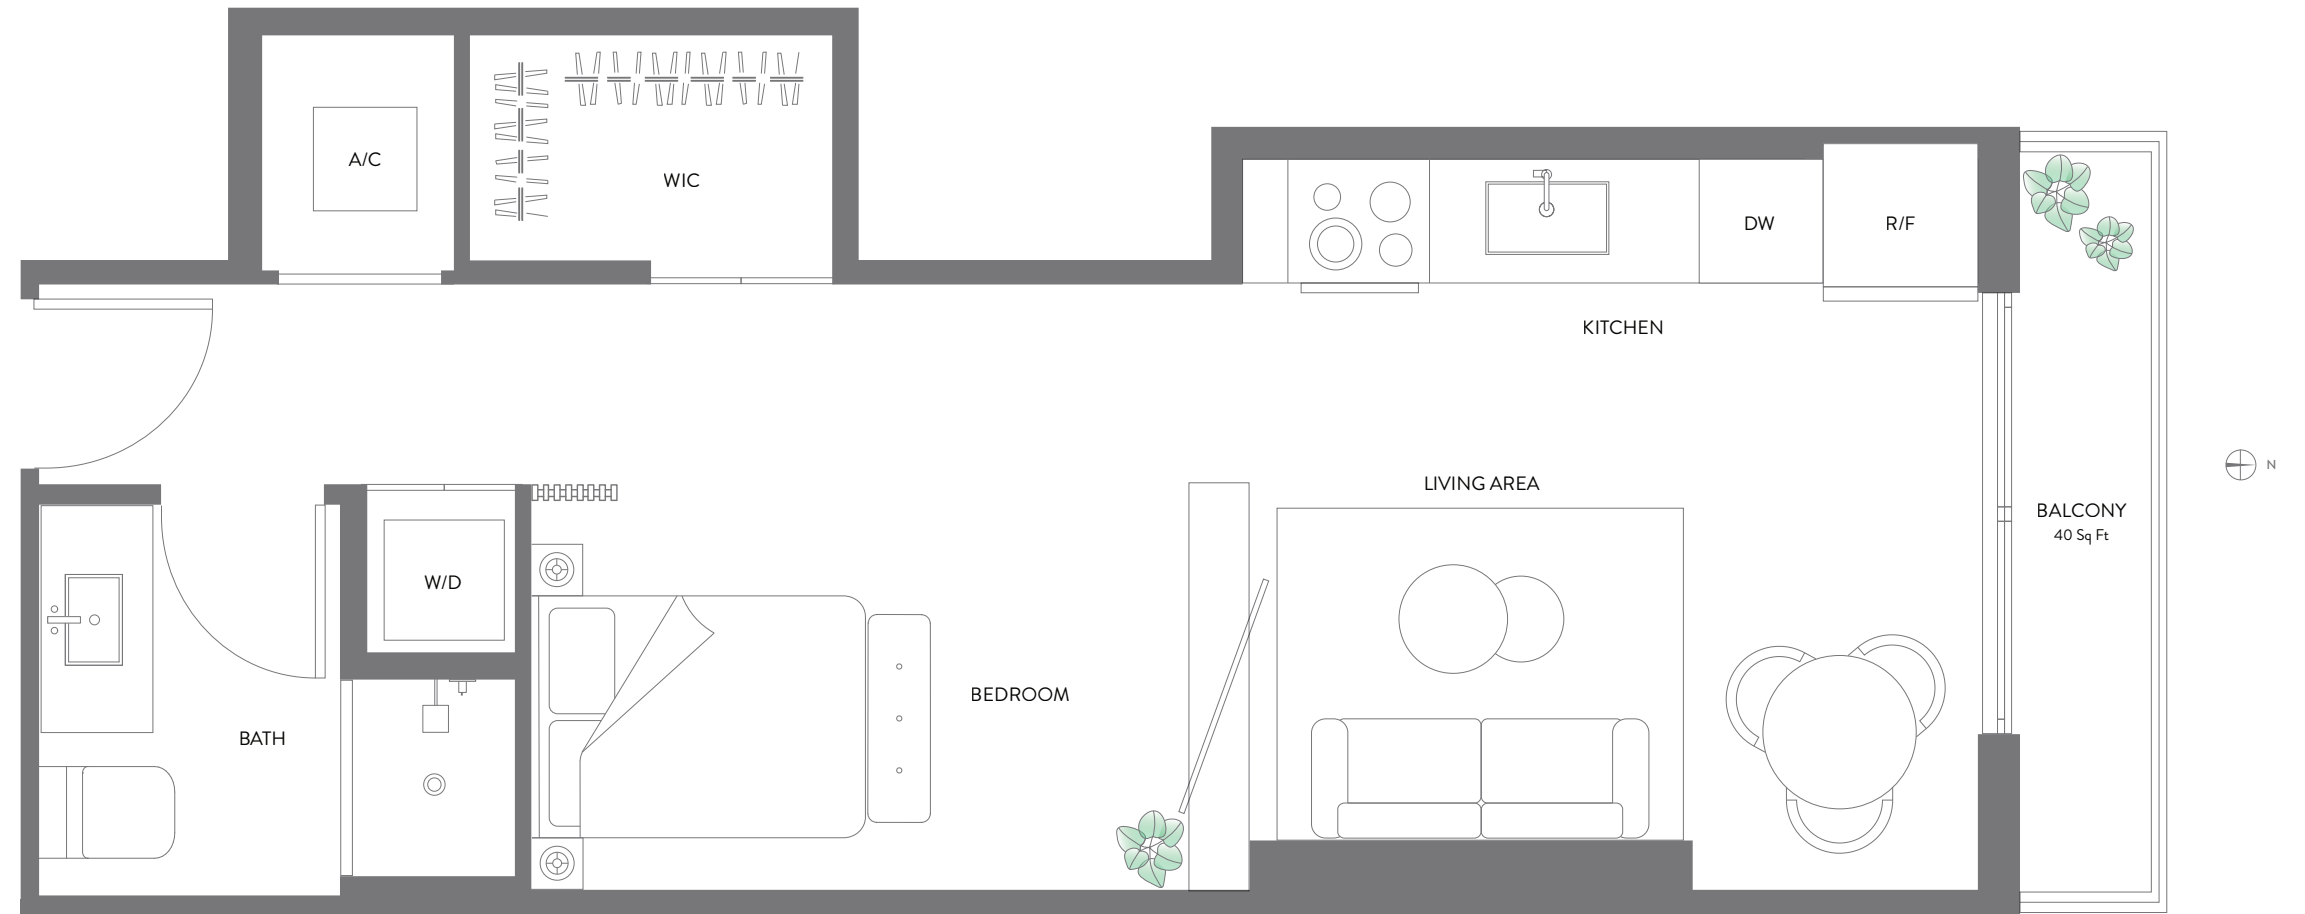 A/C
WIC
DW
R/F
KITCHEN
LIVING AREA
N
BALCONY
40 Sq Ft
W/D
BEDROOM
BATH